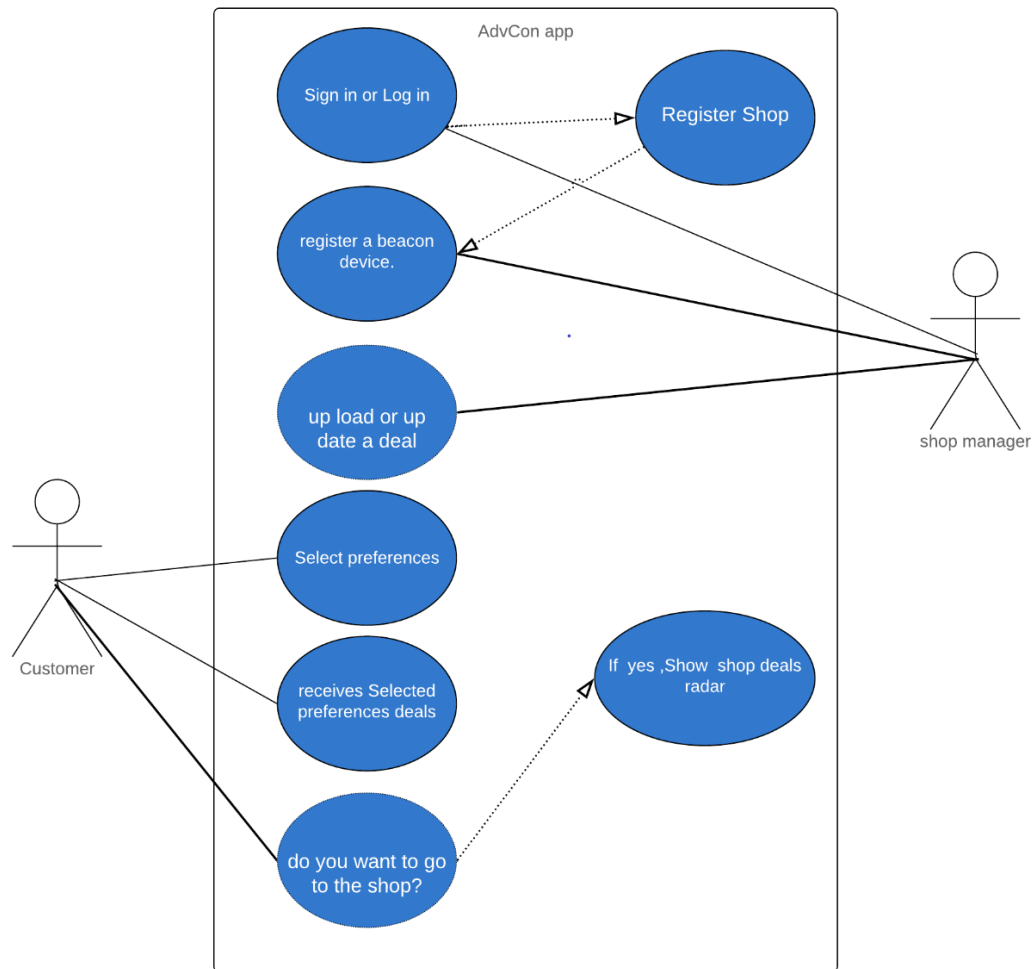 AdvCon app
Sign in or Log in
Register Shop
register a beacon
device.
up load or up
date a deal
shop manager
Select preferences
Customer
receives Selected
preferences deals
If  yes ,Show  shop deals
radar
do you want to go
to the shop?